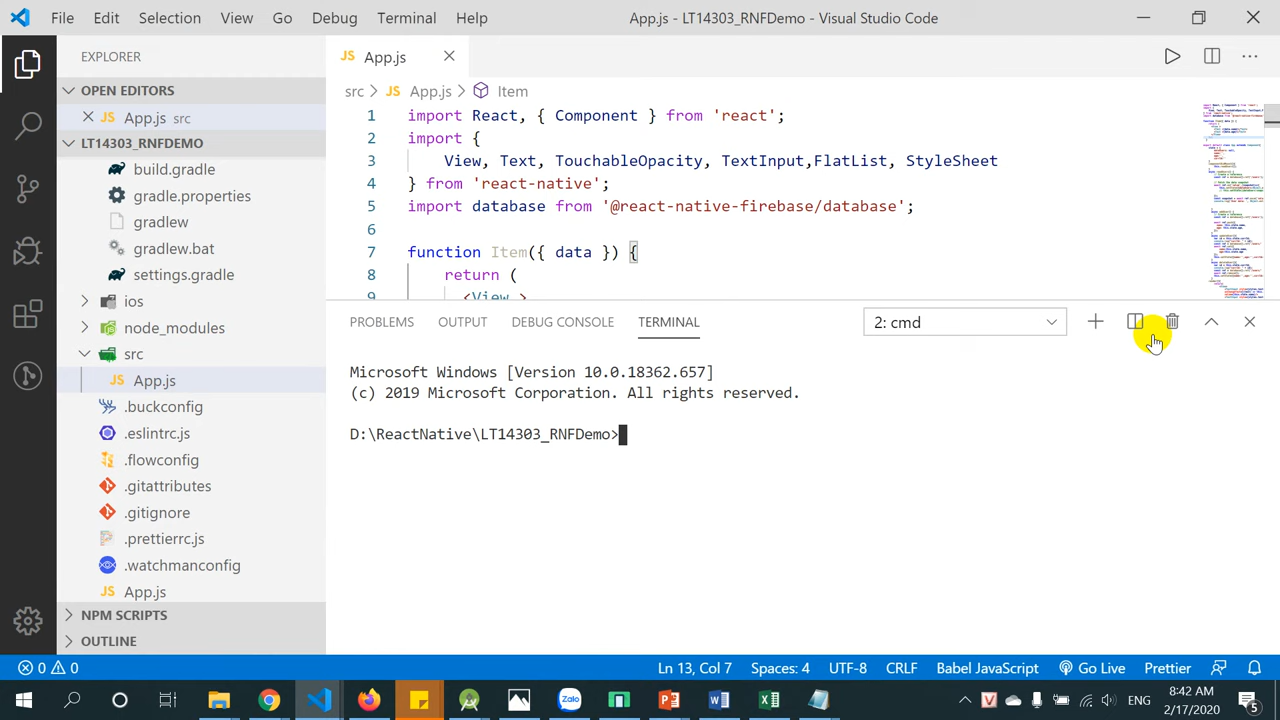 File Edit Selection View Go Debug Terminal Help App.js - LT14303_RNFDemo - Visual Studio Code
EXPLORER
OPEN EDITORS
App.js src
LT14303_RNFDEMO
build.gradle
gradle.properties
gradlew
gradlew.bat
settings.gradle
ios
node_modules
src
JS App.js
.buckconfig
.eslintrc.js
.flowconfig
.gitattributes
.gitignore
.prettierrc.js
.watchmanconfig
JS App.js
NPM SCRIPTS
OUTLINE
JS App.js
src > JS App.js > Item
1 import React, { Component } from 'react';
2 import {
3 View, Text, TouchableOpacity, TextInput,FlatList, StyleSheet
4 } from 'react-native';
5 import database from '@react-native-firebase/database';
6
7 function Item({ data }) {
8 return
9 <View
PROBLEMS OUTPUT DEBUG CONSOLE TERMINAL 2: cmd
Microsoft Windows [Version 10.0.18362.657]
(c) 2019 Microsoft Corporation. All rights reserved.
D:\ReactNative\LT14303_RNFDemo>
0 0 Ln 13, Col 7 Spaces: 4 UTF-8 CRLF Babel JavaScript Go Live Prettier
Zalo ENG 8:42 AM
2/17/2020 5